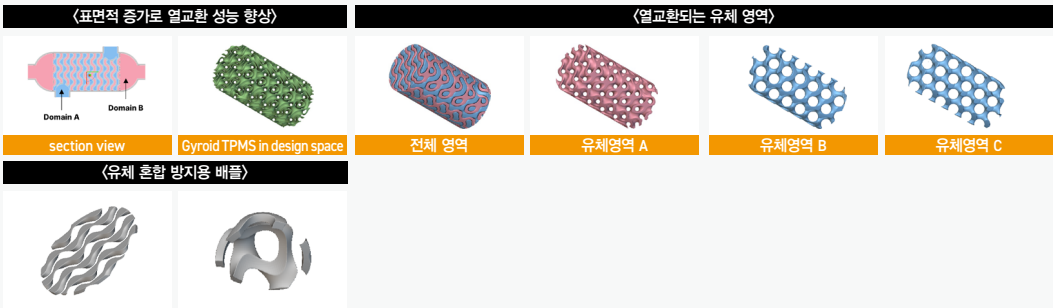 〈표면적 증가로 열교환 성능 향상〉
〈열교환되는 유체 영역〉
Domain A
Domain B
section view
Gyroid TPMS in design space
전체 영역
유체영역 A
유체영역 B
유체영역 C
〈유체 혼합 방지용 배플〉